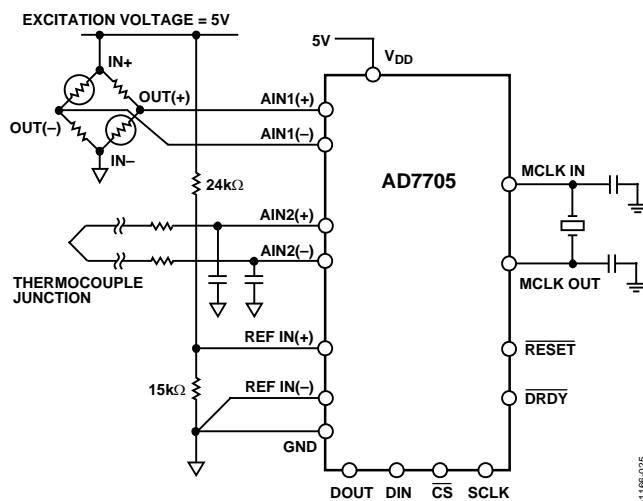 EXCITATION VOLTAGE = 5V
5V
VDD
IN+
OUT(+)
AIN1(+)
OUT(–)
AIN1(–)
IN–
MCLK IN
AD7705
24kΩ
AIN2(+)
AIN2(–)
THERMOCOUPLE
JUNCTION
MCLK OUT
REF IN(+)
RESET
15kΩ
REF IN(–)
DRDY
GND
DOUT DIN CS SCLK